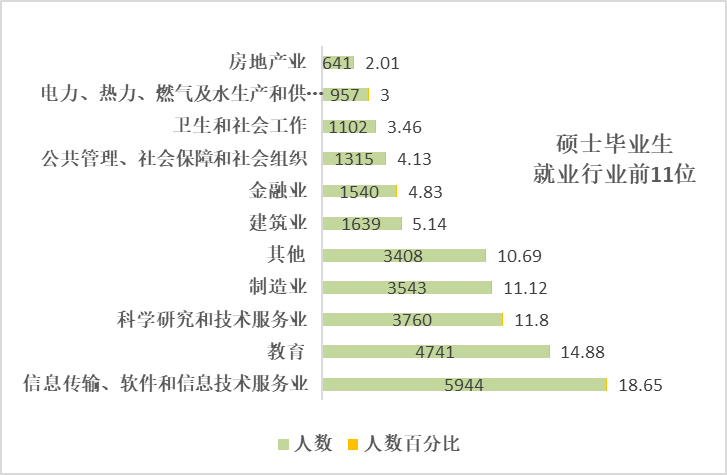 房地产业 641 2.01
电力、热力、燃气及水生产和供… 957 3
卫生和社会工作 1102 3.46
公共管理、社会保障和社会组织 1315 4.13
金融业 1540 4.83
建筑业 1639 5.14
其他 3408 10.69
制造业 3543 11.12
科学研究和技术服务业 3760 11.8
教育 4741 14.88
信息传输、软件和信息技术服务业 5944 18.65
硕士毕业生
就业行业前11位
人数 人数百分比